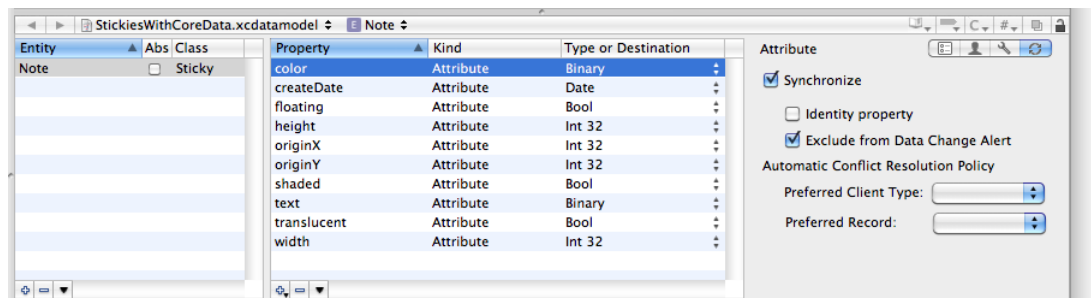 StickiesWithCoreData.xcdatamodel E Note C #
Entity Abs Class Property Kind Type or Destination Attribute
Note Sticky color Attribute Binary
Synchronize
createDate Attribute Date
floating Attribute Bool
Identity property
height Attribute Int 32
Exclude from Data Change Alert
originX Attribute Int 32
originY Attribute Int 32
Automatic Conflict Resolution Policy
shaded Attribute Bool
Preferred Client Type:
text Attribute Binary
translucent Attribute Bool
Preferred Record:
width Attribute Int 32